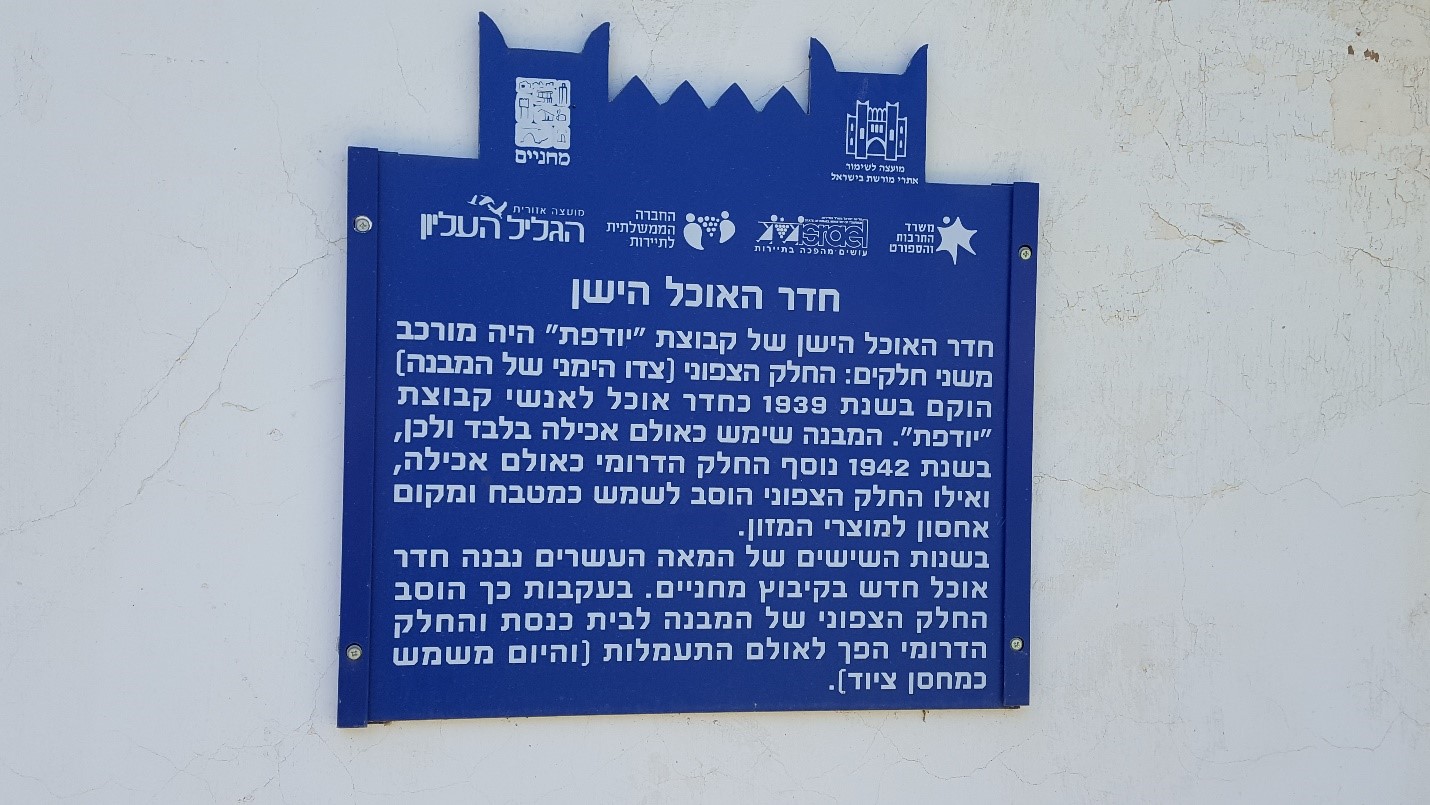 מחניים
מועצה לשימור
אתרי מורשת בישראל
מועצה אזורית
הגליל העליון
החברה
הממשלתית
לתיירות
Israel
עושים מהפכה בתיירות
משרד
התרבות
והספורט
חדר האוכל הישן
חדר האוכל הישן של קבוצת "יודפת" היה מורכב
משני חלקים: החלק הצפוני (צדו הימני של המבנה)
הוקם בשנת 1939 כחדר אוכל לאנשי קבוצת
"יודפת". המבנה שימש כאולם אכילה בלבד ולכן,
בשנת 1942 נוסף החלק הדרומי כאולם אכילה,
ואילו החלק הצפוני הוסב לשמש כמטבח ומקום
אחסון למוצרי המזון.
בשנות השישים של המאה העשרים נבנה חדר
אוכל חדש בקיבוץ מחניים. בעקבות כך הוסב
החלק הצפוני של המבנה לבית כנסת והחלק
הדרומי הפך לאולם התעמלות (והיום משמש
כמחסן ציוד).